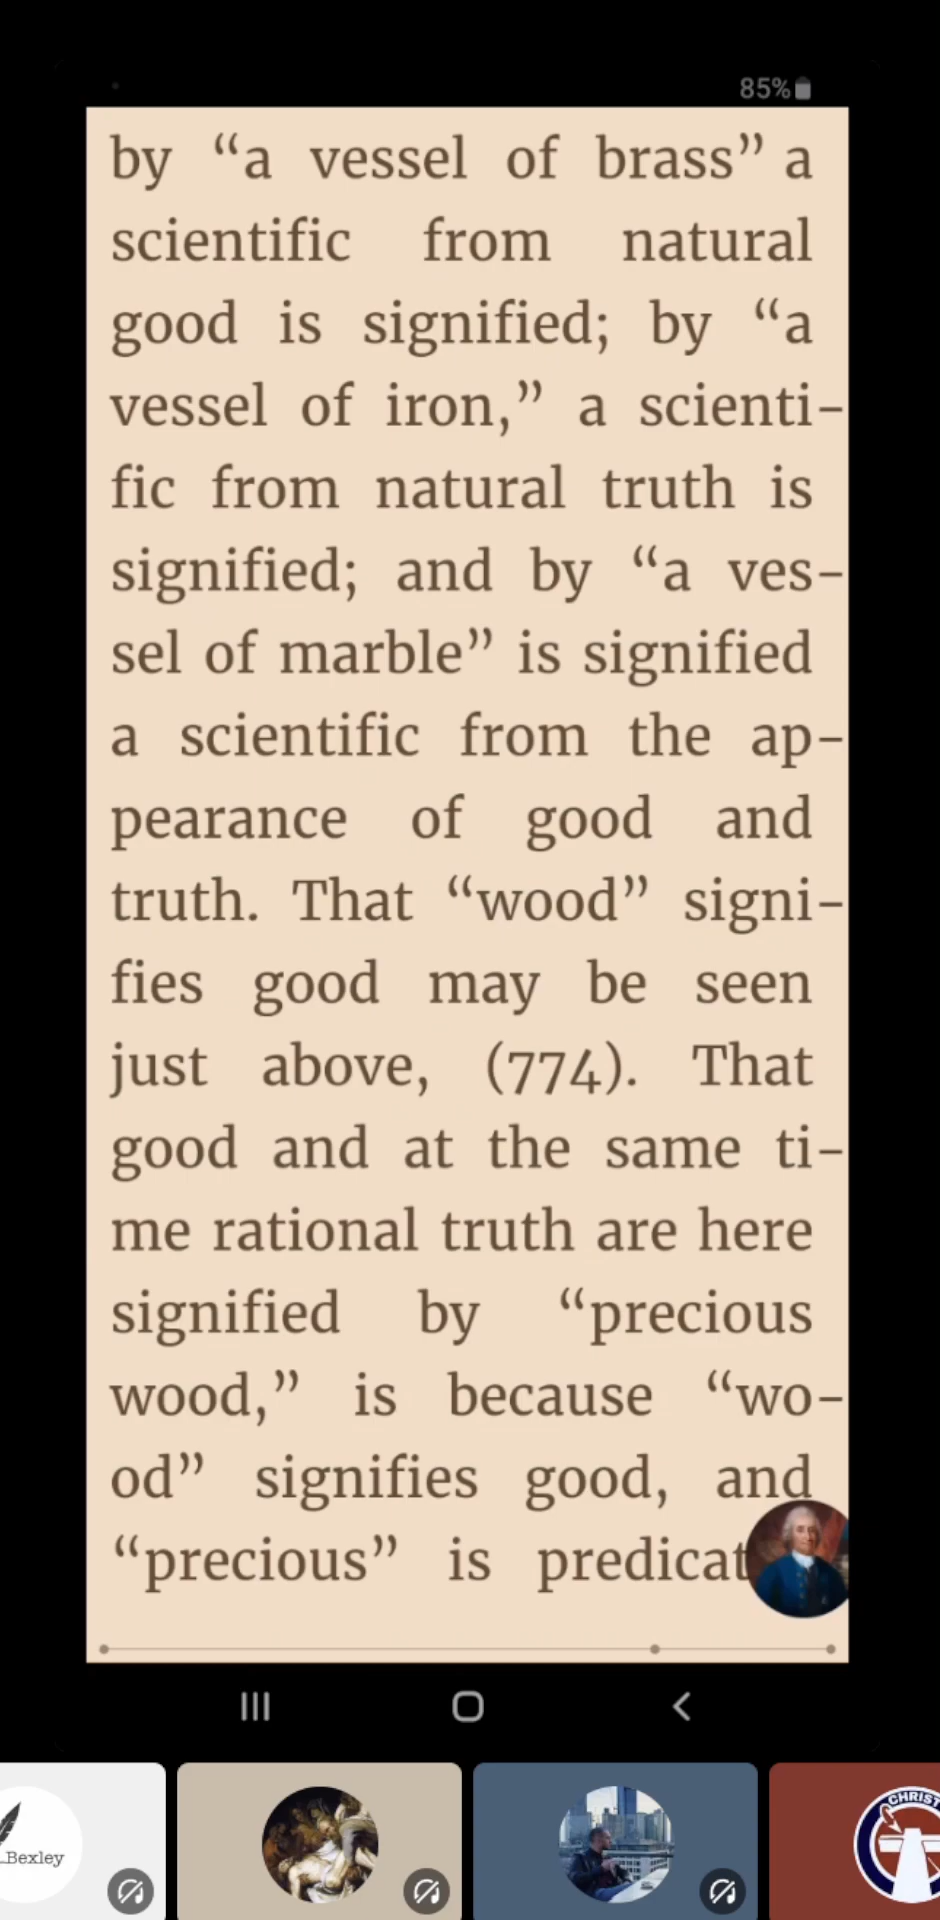 85%
by “a vessel of brass” a
scientific from natural
good is signified; by “a
vessel of iron,” a scienti-
fic from natural truth is
signified; and by “a ves-
sel of marble” is signified
a scientific from the ap-
pearance of good and
truth. That “wood” signi-
fies good may be seen
just above, (774). That
good and at the same ti-
me rational truth are here
signified by “precious
wood,” is because “wo-
od” signifies good, and
“precious” is predicat
.Bexley
CHRIST